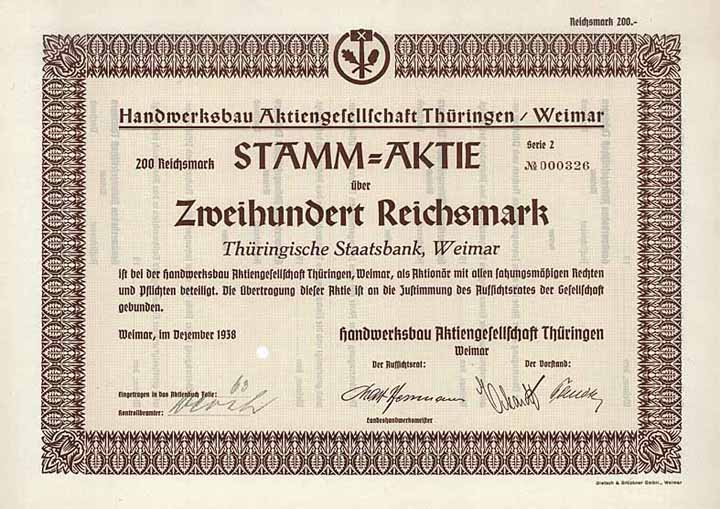 Reichsmark 200.-
Handwerksbau Aktiengesellschaft Thüringen / Weimar
200 Reichsmark STAMM=AKTIE Serie 2
№ 000326
über
Zweihundert Reichsmark
Thüringische Staatsbank, Weimar
ist bei der Handwerksbau Aktiengesellschaft Thüringen, Weimar, als Aktionär mit allen satzungsmäßigen Rechten
und Pflichten beteiligt. Die Übertragung dieser Aktie ist an die Zustimmung des Aufsichtsrates der Gesellschaft
gebunden.
Weimar, im Dezember 1938
Handwerksbau Aktiengesellschaft Thüringen
Weimar
Der Aufsichtsrat: Der Vorstand:
Eingetragen in das Aktienbuch Folie: 63
Kontrollbeamter:
Landeshandwerksmeister
Dietsch & Brückner GmbH., Weimar